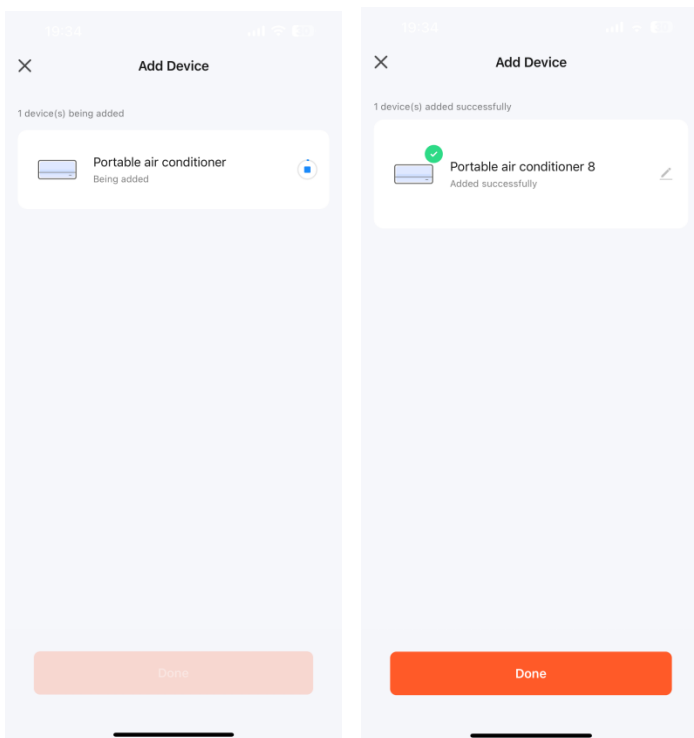 19:34
Add Device
1 device(s) being added
Portable air conditioner
Being added
Done
19:34
Add Device
1 device(s) added successfully
Portable air conditioner 8
Added successfully
Done